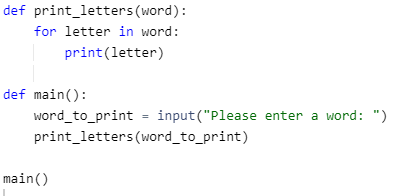 def print_letters(word):
    for letter in word:
        print(letter)
def main():
    word_to_print = input("Please enter a word: ")
    print_letters(word_to_print)
main()